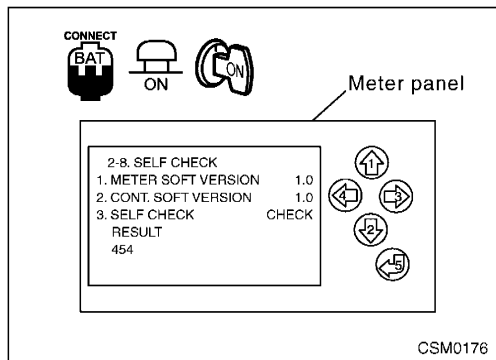 CONNECT
BAT
ON
ON
Meter panel
2-8. SELF CHECK
1. METER SOFT VERSION 1.0
2. CONT. SOFT VERSION 1.0
3. SELF CHECK CHECK
RESULT
454
1
4
3
2
5
CSM0176